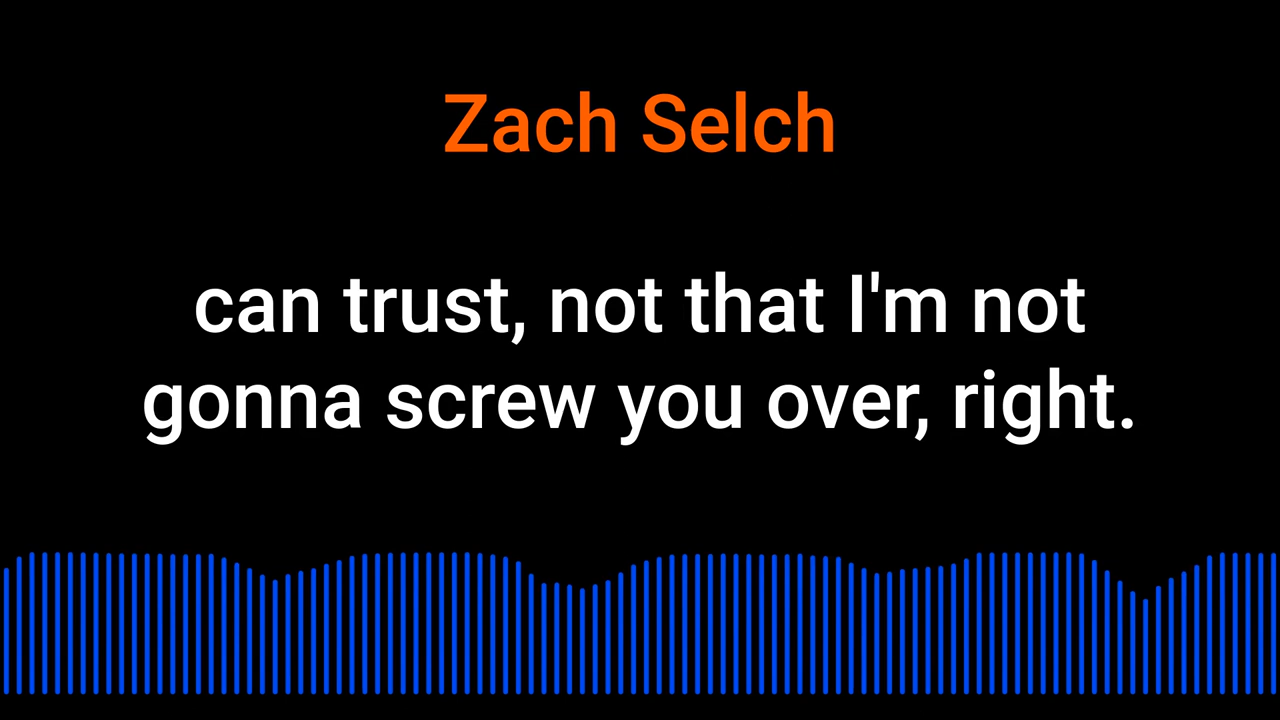 Zach Selch
can trust, not that I'm not
gonna screw you over, right.